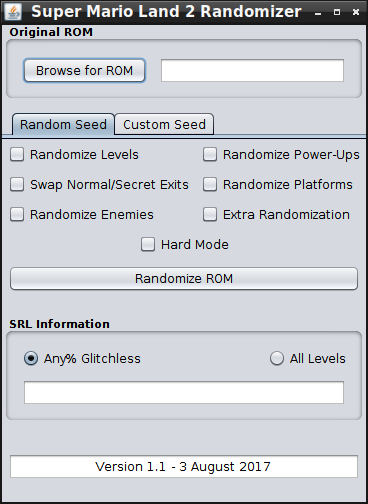 Super Mario Land 2 Randomizer
Original ROM
Browse for ROM
Random Seed Custom Seed
Randomize Levels Randomize Power-Ups
Swap Normal/Secret Exits Randomize Platforms
Randomize Enemies Extra Randomization
Hard Mode
Randomize ROM
SRL Information
Any% Glitchless All Levels
Version 1.1 - 3 August 2017